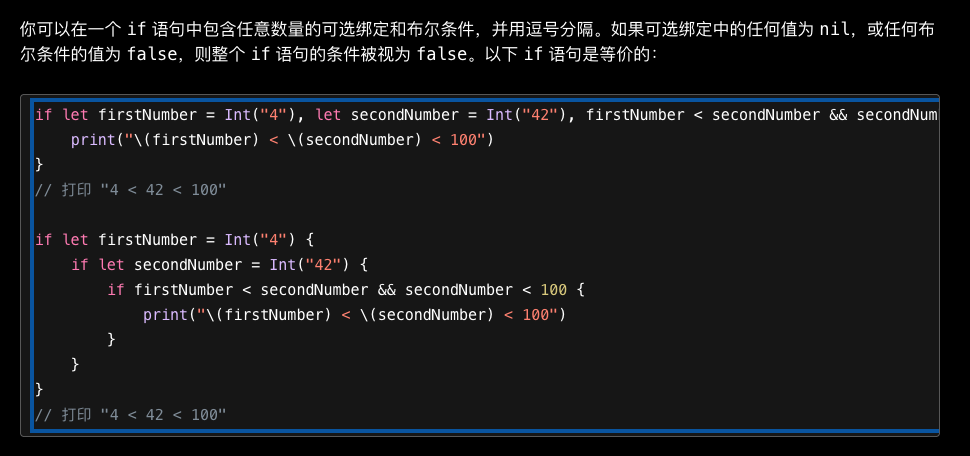 你可以在一个 if 语句中包含任意数量的可选绑定和布尔条件，并用逗号分隔。如果可选绑定中的任何值为 nil，或任何布
尔条件的值为 false，则整个 if 语句的条件被视为 false。以下 if 语句是等价的：
if let firstNumber = Int("4"), let secondNumber = Int("42"), firstNumber < secondNumber && secondNum
    print("\(firstNumber) < \(secondNumber) < 100")
}
// 打印 "4 < 42 < 100"
if let firstNumber = Int("4") {
    if let secondNumber = Int("42") {
        if firstNumber < secondNumber && secondNumber < 100 {
            print("\(firstNumber) < \(secondNumber) < 100")
        }
    }
}
// 打印 "4 < 42 < 100"